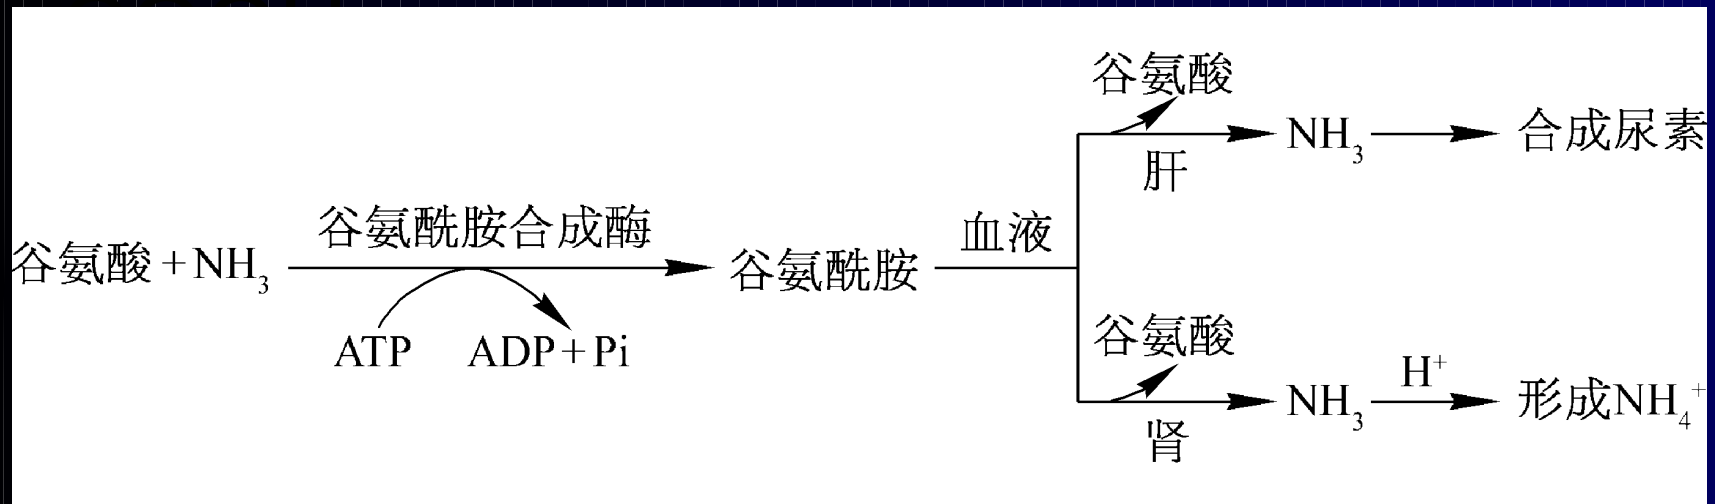 谷氨酸+NH₃
谷氨酰胺合成酶
ATP
ADP+Pi
谷氨酰胺
血液
谷氨酸
肝
NH₃
合成尿素
谷氨酸
肾
NH₃
H⁺
形成NH₄⁺